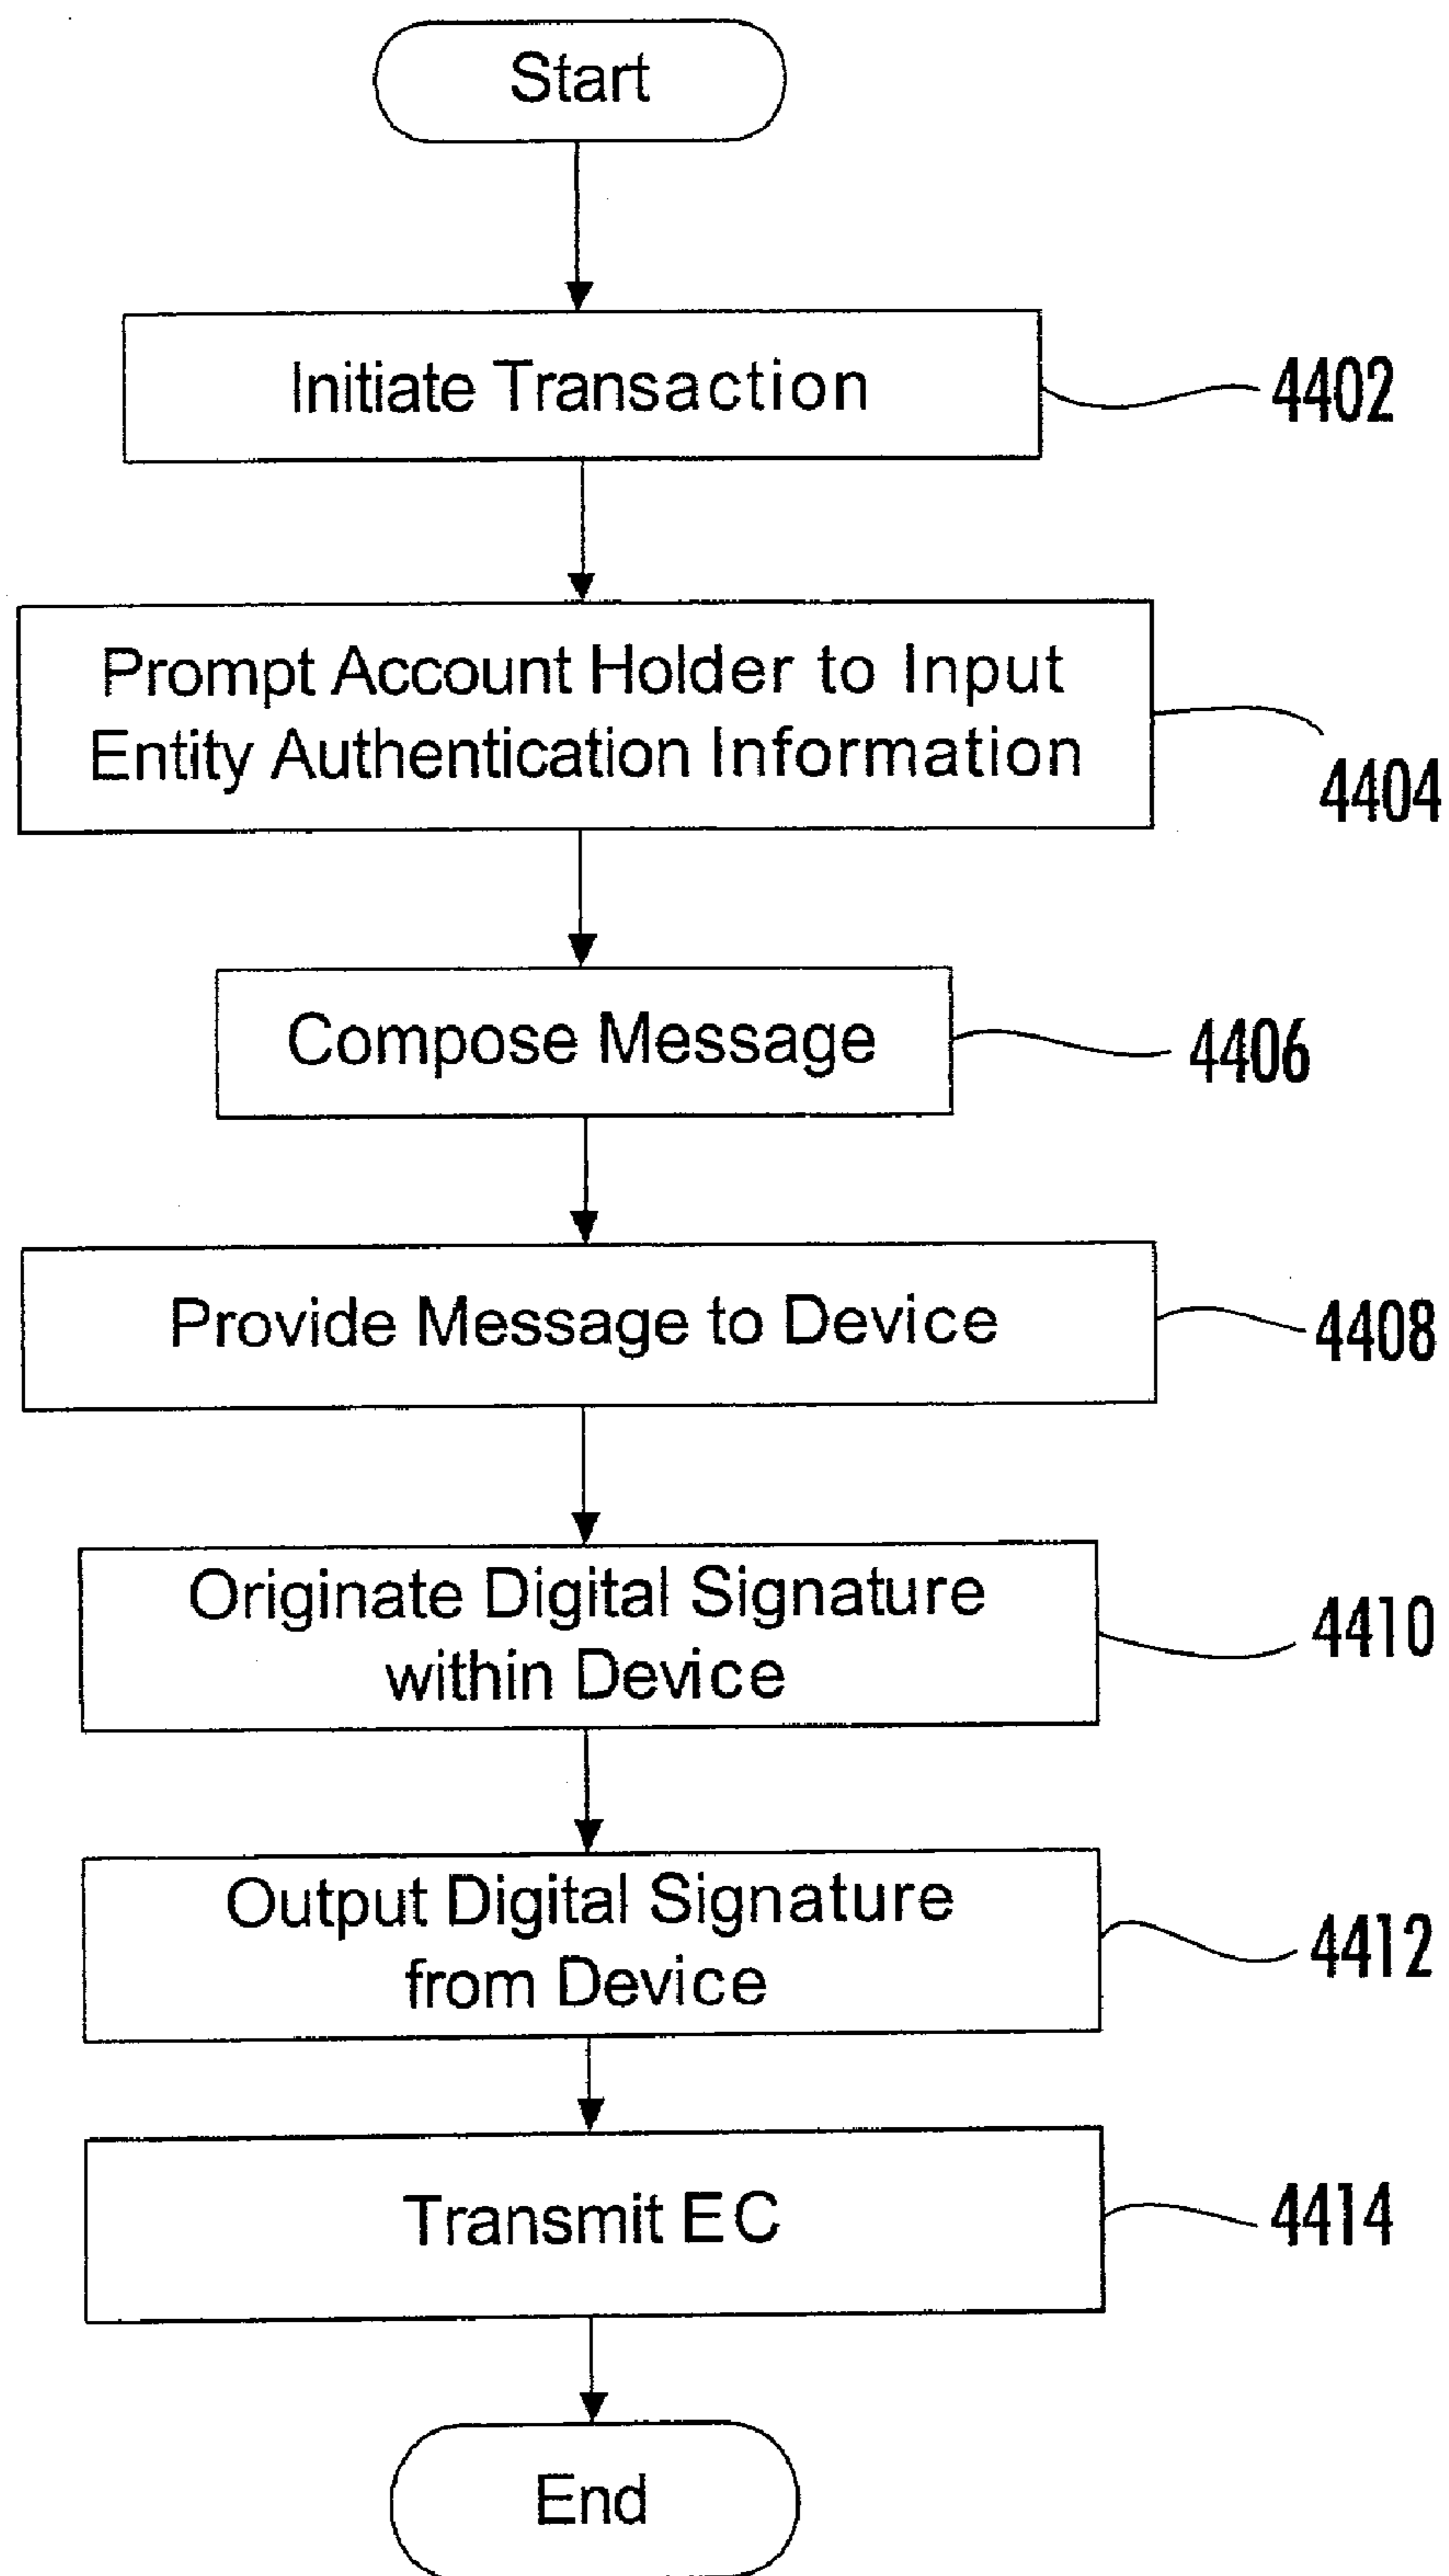 Start
Initiate Transaction
4402
Prompt Account Holder to Input
Entity Authentication Information
4404
Compose Message
4406
Provide Message to Device
4408
Originate Digital Signature
within Device
4410
Output Digital Signature
from Device
4412
Transmit EC
4414
End